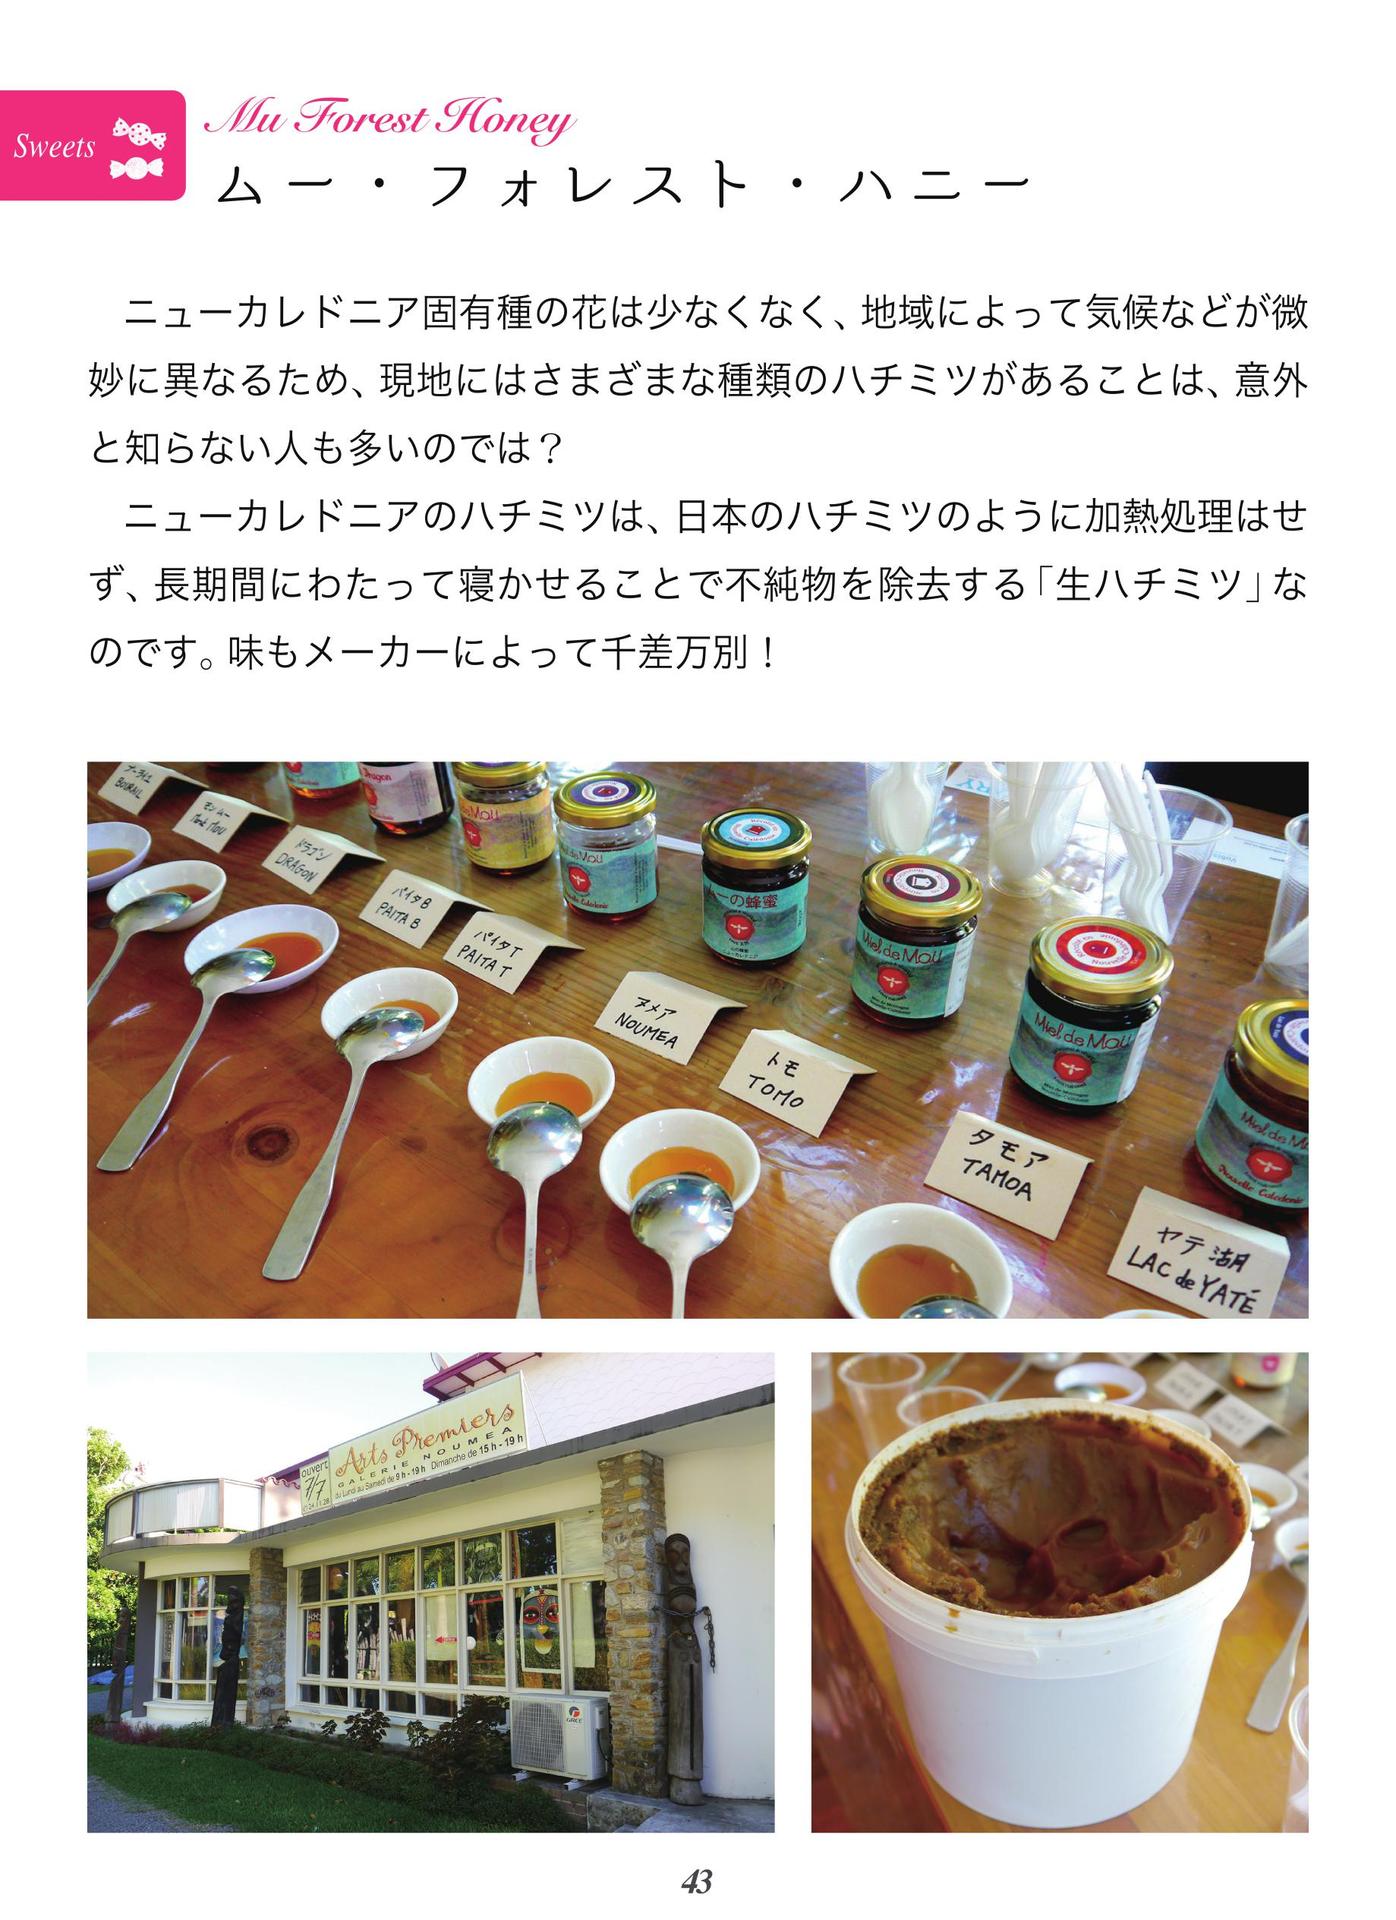 Sweets
Mu Forest Honey
ムー・フォレスト・ハニー
ニューカレドニア固有種の花は少なくなく、地域によって気候などが微
妙に異なるため、現地にはさまざまな種類のハチミツがあることは、意外
と知らない人も多いのでは？
ニューカレドニアのハチミツは、日本のハチミツのように加熱処理はせ
ず、長期間にわたって寝かせることで不純物を除去する「生ハチミツ」な
のです。味もメーカーによって千差万別！
BOURAIL
モン ムー
Mont Mou
ドラゴン
DRAGON
パイタB
PAITA B
パイタT
PAITA T
ヌメア
NOUMEA
トモ
TOMO
タモア
TAMOA
ヤテ湖
LAC de YATÉ
Dragon
de MoU
Miel de MoU
Nouvelle Calédonie
ムーの蜂蜜
Miel de MoU
Miel de MoU
Miel de M
Nouvelle Calédonie
ouvert
7/7
Arts Premiers
GALERIE NOUMEA
du Lundi au Samedi de 9h-19h Dimanche de 15h-19h
GREE
43